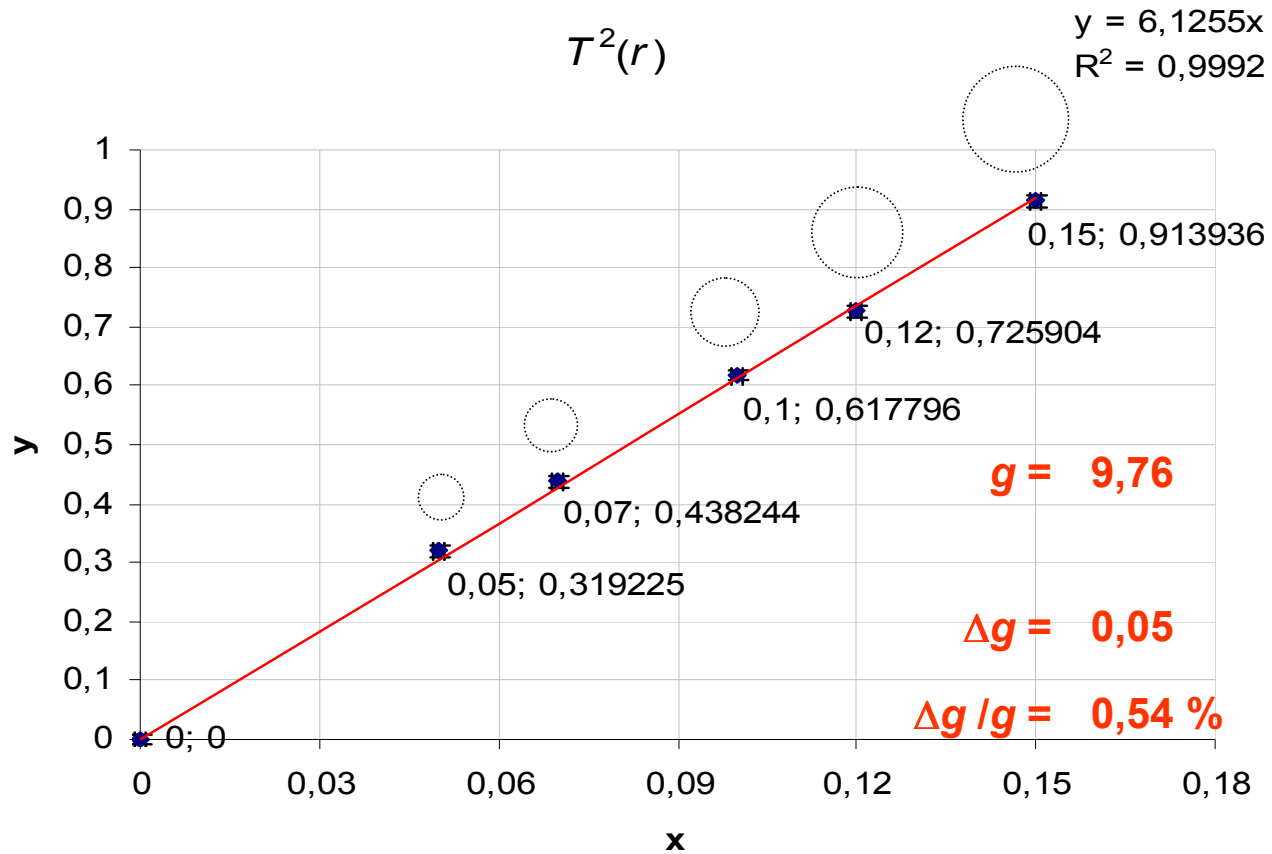 y = 6,1255x
R² = 0,9992
T²(r)
1
0,9
0,8
0,7
0,6
0,5
0,4
0,3
0,2
0,1
0
y
0,15; 0,913936
0,12; 0,725904
0,1; 0,617796
0,07; 0,438244
0,05; 0,319225
0; 0
g = 9,76
Δg = 0,05
Δg /g = 0,54 %
0 0,03 0,06 0,09 0,12 0,15 0,18
x